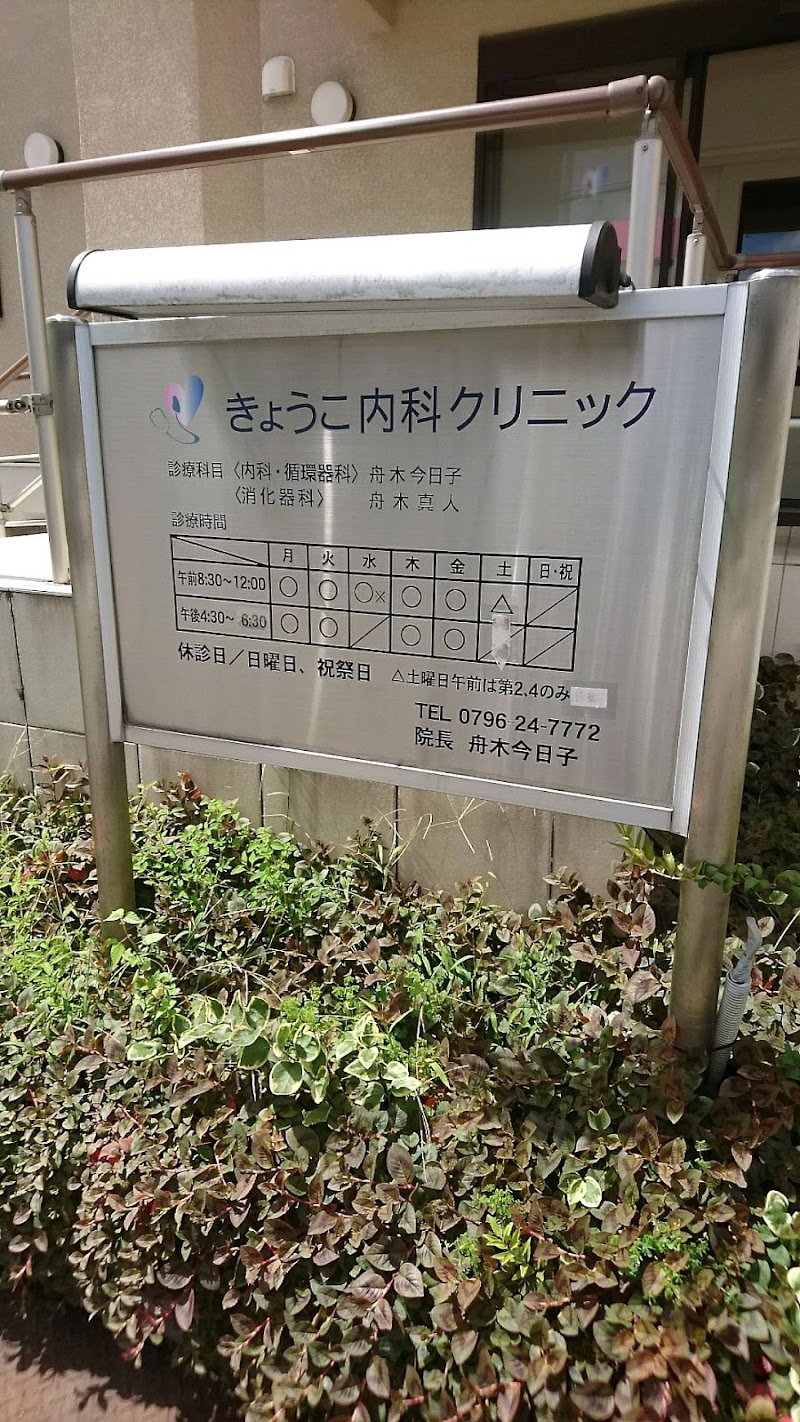 きょうこ内科クリニック
診療科目〈内科・循環器科〉舟木今日子
〈消化器科〉 舟木真人
診療時間
月 火 水 木 金 土 日・祝
午前8:30〜12:00 ○ ○ ○× ○ ○ △ ／
午後4:30〜 6:30 ○ ○ ／ ○ ○ ／ ／
休診日／日曜日、祝祭日 △土曜日午前は第2,4のみ
TEL 0796-24-7772
院長 舟木今日子